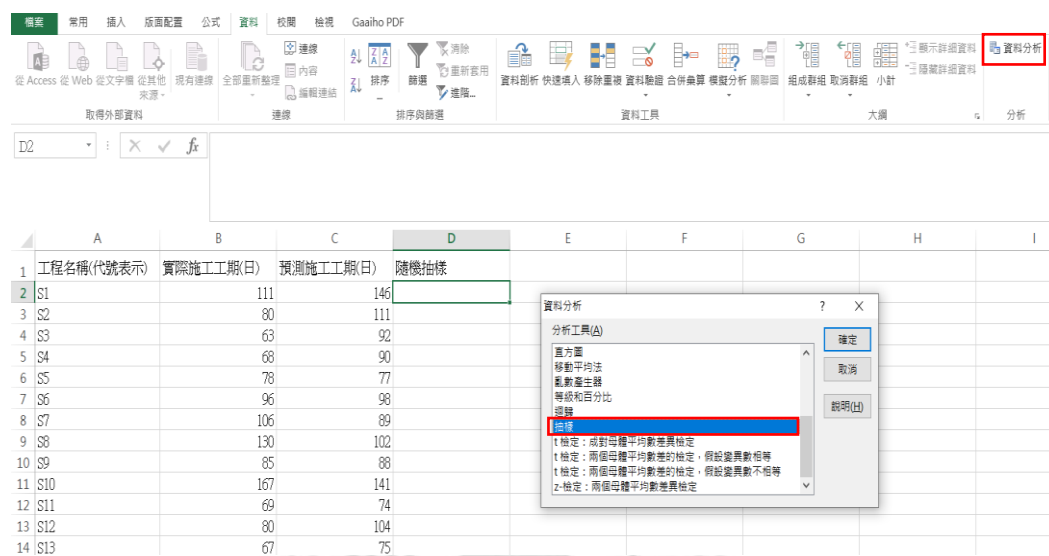 檔案 常用 插入 版面配置 公式 資料 校閱 檢視 Gaaiho PDF
從 Access 從 Web 從文字檔 從其他來源 現有連線 全部重新整理 連線 內容 編輯連結 排序 篩選 清除 重新套用 進階... 資料剖析 快速填入 移除重複 資料驗證 合併彙算 模擬分析 關聯圖 組成群組 取消群組 小計 顯示詳細資料 隱藏詳細資料 資料分析
取得外部資料 連線 排序與篩選 資料工具 大綱 分析
D2 fx
A B C D E F G H I
1 工程名稱(代號表示) 實際施工工期(日) 預測施工工期(日) 隨機抽樣
2 S1 111 146
3 S2 80 111
4 S3 63 92
5 S4 68 90
6 S5 78 77
7 S6 96 98
8 S7 106 89
9 S8 130 102
10 S9 85 88
11 S10 167 141
12 S11 69 74
13 S12 80 104
14 S13 67 75
資料分析 ? X
分析工具(A)
直方圖
移動平均法
亂數產生器
等級和百分比
迴歸
抽樣
t 檢定：成對母體平均數差異檢定
t 檢定：兩個母體平均數差的檢定，假設變異數相等
t 檢定：兩個母體平均數差的檢定，假設變異數不相等
z-檢定：兩個母體平均數差異檢定
確定
取消
說明(H)